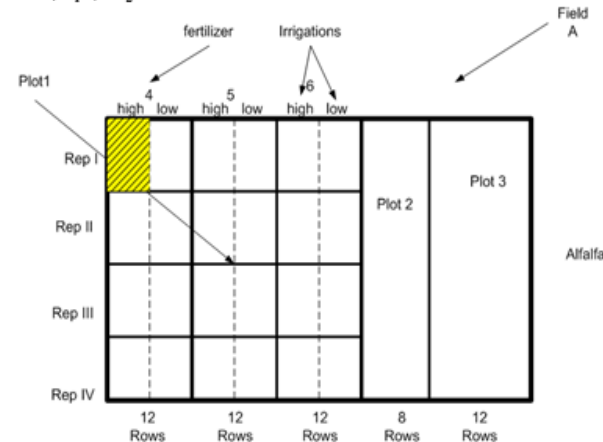 Field
A
fertilizer
Irrigations
Plot1
4
5
6
high low
high low
high low
Rep I
Plot 2
Plot 3
Rep II
Alfalfa
Rep III
Rep IV
12
Rows
12
Rows
12
Rows
8
Rows
12
Rows